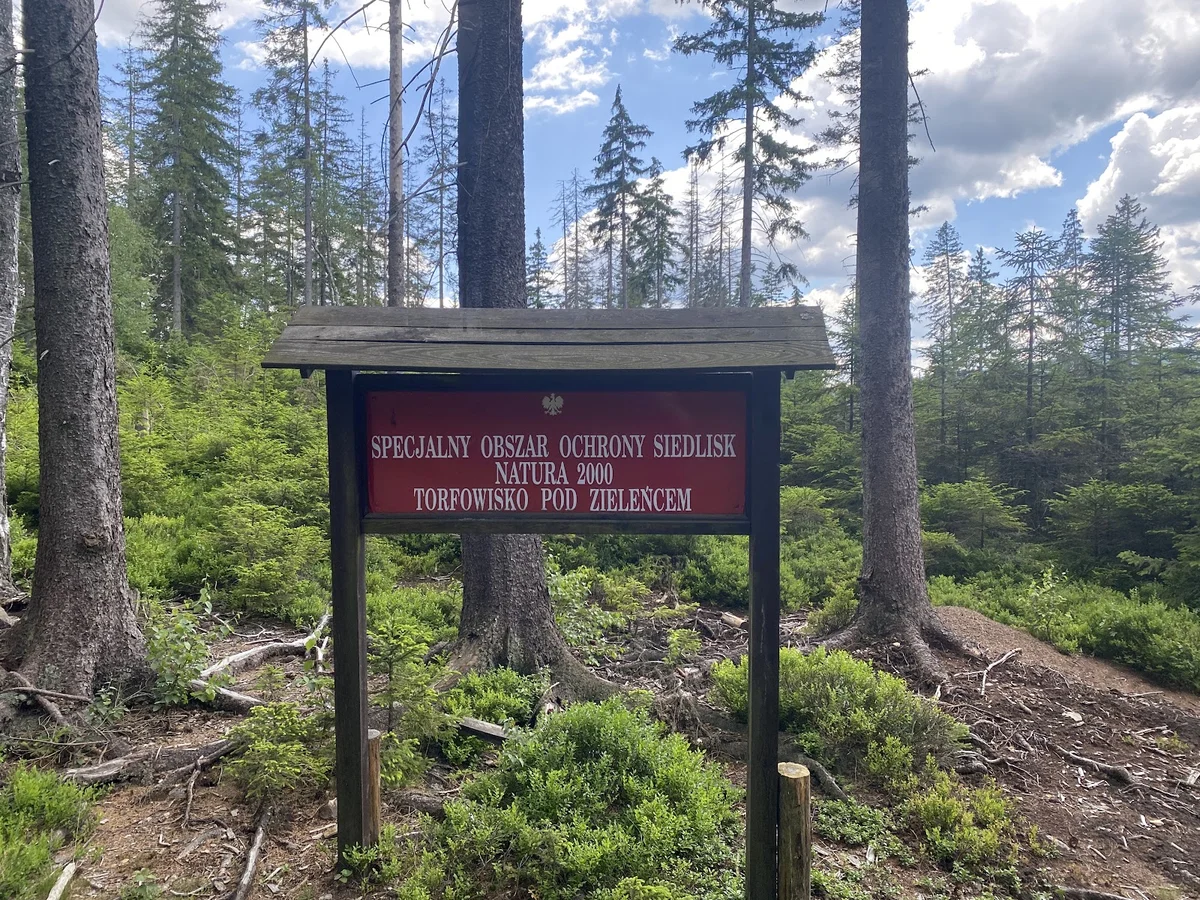 SPECJALNY OBSZAR OCHRONY SIEDLISK
NATURA 2000
TORFOWISKO POD ZIELEŃCEM